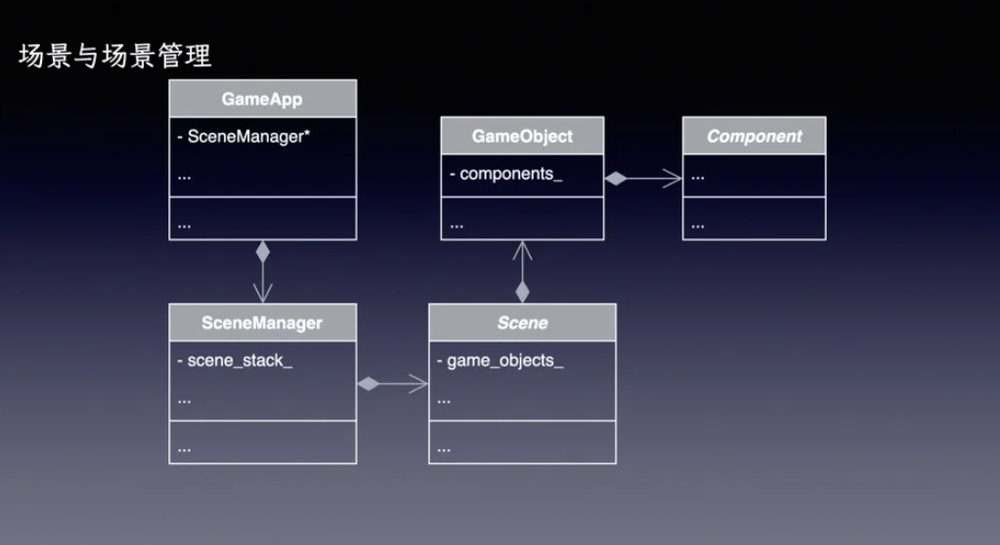 场景与场景管理
GameApp
- SceneManager*
...
...
GameObject
- components_
...
Component
...
...
SceneManager
- scene_stack_
...
...
Scene
- game_objects_
...
...